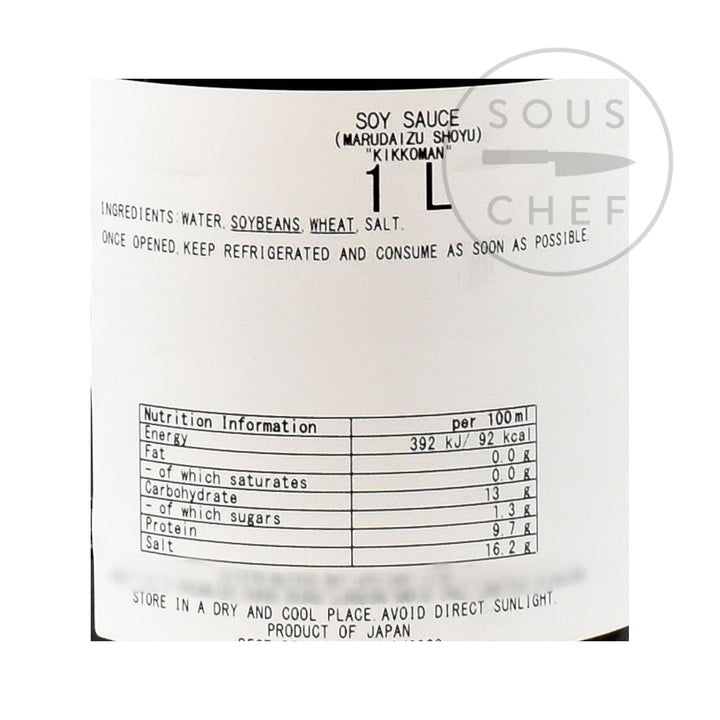 SOUS
CHEF
SOY SAUCE
(MARUDAIZU SHOYU)
"KIKKOMAN"
1 L
INGREDIENTS:WATER, SOYBEANS, WHEAT, SALT.
ONCE OPENED, KEEP REFRIGERATED AND CONSUME AS SOON AS POSSIBLE.
Nutrition Information per 100ml
Energy 392 kJ/ 92 kcal
Fat 0.0 g
- of which saturates 0.0 g
Carbohydrate 13 g
- of which sugars 1.3 g
Protein 9.7 g
Salt 16.2 g
STORE IN A DRY AND COOL PLACE. AVOID DIRECT SUNLIGHT.
PRODUCT OF JAPAN